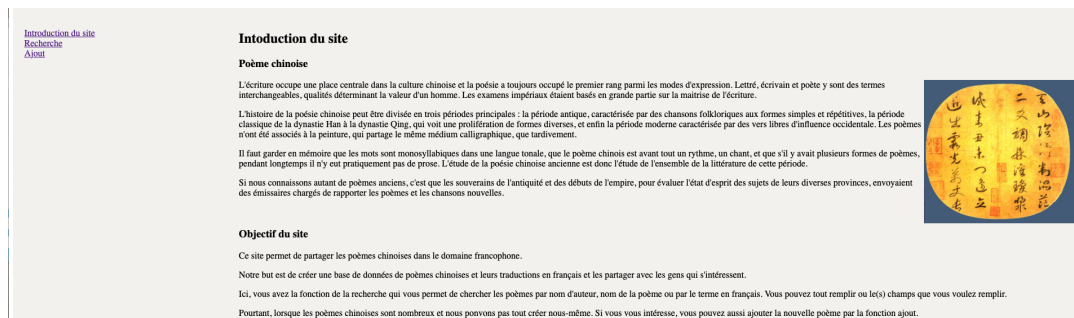 Introduction du site
Recherche
Ajout
Intoduction du site
Poème chinoise
L'écriture occupe une place centrale dans la culture chinoise et la poésie a toujours occupé le premier rang parmi les modes d'expression. Lettré, écrivain et poète y sont des termes
interchangeables, qualités déterminant la valeur d'un homme. Les examens impériaux étaient basés en grande partie sur la maitrise de l'écriture.
L'histoire de la poésie chinoise peut être divisée en trois périodes principales : la période antique, caractérisée par des chansons folkloriques aux formes simples et répétitives, la période
classique de la dynastie Han à la dynastie Qing, qui voit une prolifération de formes diverses, et enfin la période moderne caractérisée par des vers libres d'influence occidentale. Les poèmes
n'ont été associés à la peinture, qui partage le même médium calligraphique, que tardivement.
Il faut garder en mémoire que les mots sont monosyllabiques dans une langue tonale, que le poème chinois est avant tout un rythme, un chant, et que s'il y avait plusieurs formes de poèmes,
pendant longtemps il n'y eut pratiquement pas de prose. L'étude de la poésie chinoise ancienne est donc l'étude de l'ensemble de la littérature de cette période.
Si nous connaissons autant de poèmes anciens, c'est que les souverains de l'antiquité et des débuts de l'empire, pour évaluer l'état d'esprit des sujets de leurs diverses provinces, envoyaient
des émissaires chargés de rapporter les poèmes et les chansons nouvelles.
Objectif du site
Ce site permet de partager les poèmes chinoises dans le domaine francophone.
Notre but est de créer une base de données de poèmes chinoises et leurs traductions en français et les partager avec les gens qui s'intéressent.
Ici, vous avez la fonction de la recherche qui vous permet de chercher les poèmes par nom d'auteur, nom de la poème ou par le terme en français. Vous pouvez tout remplir ou le(s) champs que vous voulez remplir.
Pourtant, lorsque les poèmes chinoises sont nombreux et nous ponvons pas tout créer nous-même. Si vous vous intéresse, vous pouvez aussi ajouter la nouvelle poème par la fonction ajout.